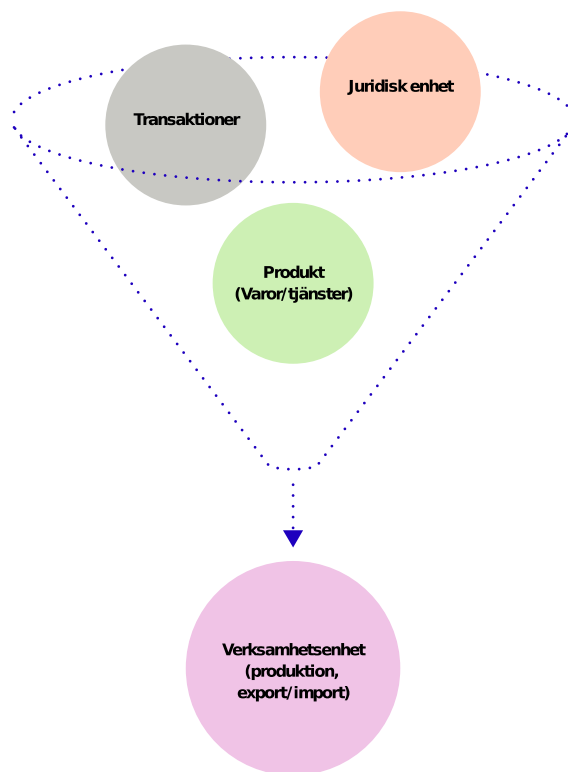 Juridisk enhet
Transaktioner
Produkt
(Varor/tjänster)
Verksamhetsenhet
(produktion,
export/import)